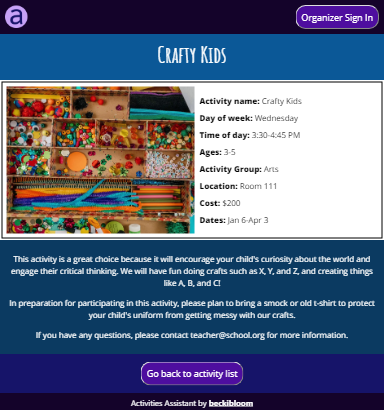 a
Organizer Sign In
Crafty Kids
Activity name: Crafty Kids
Day of week: Wednesday
Time of day: 3:30-4:45 PM
Ages: 3-5
Activity Group: Arts
Location: Room 111
Cost: $200
Dates: Jan 6-Apr 3
This activity is a great choice because it will encourage your child's curiosity about the world and
engage their critical thinking. We will have fun doing crafts such as X, Y, and Z, and creating things
like A, B, and C!
In preparation for participating in this activity, please plan to bring a smock or old t-shirt to protect
your child's uniform from getting messy with our crafts.
If you have any questions, please contact teacher@school.org for more information.
Go back to activity list
Activities Assistant by beckibloom